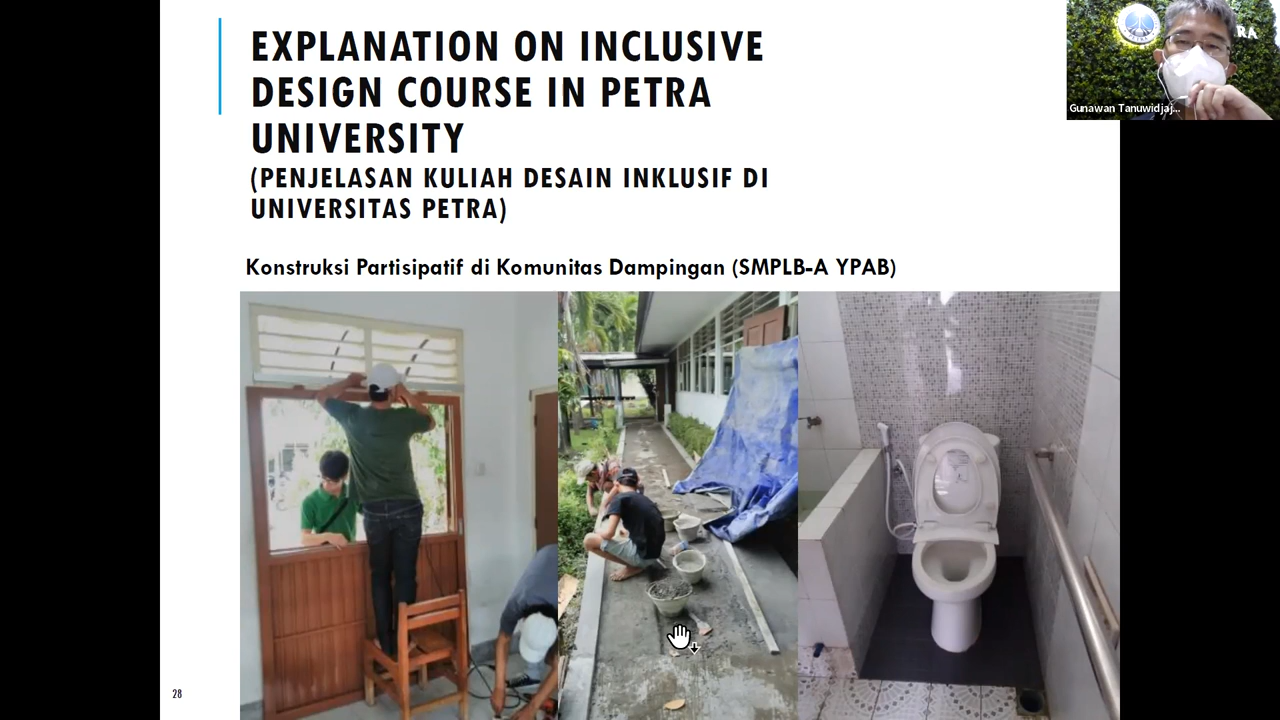 EXPLANATION ON INCLUSIVE
DESIGN COURSE IN PETRA
UNIVERSITY
(PENJELASAN KULIAH DESAIN INKLUSIF DI
UNIVERSITAS PETRA)
Konstruksi Partisipatif di Komunitas Dampingan (SMPLB-A YPAB)
28
Gunawan Tanuwidjaj...